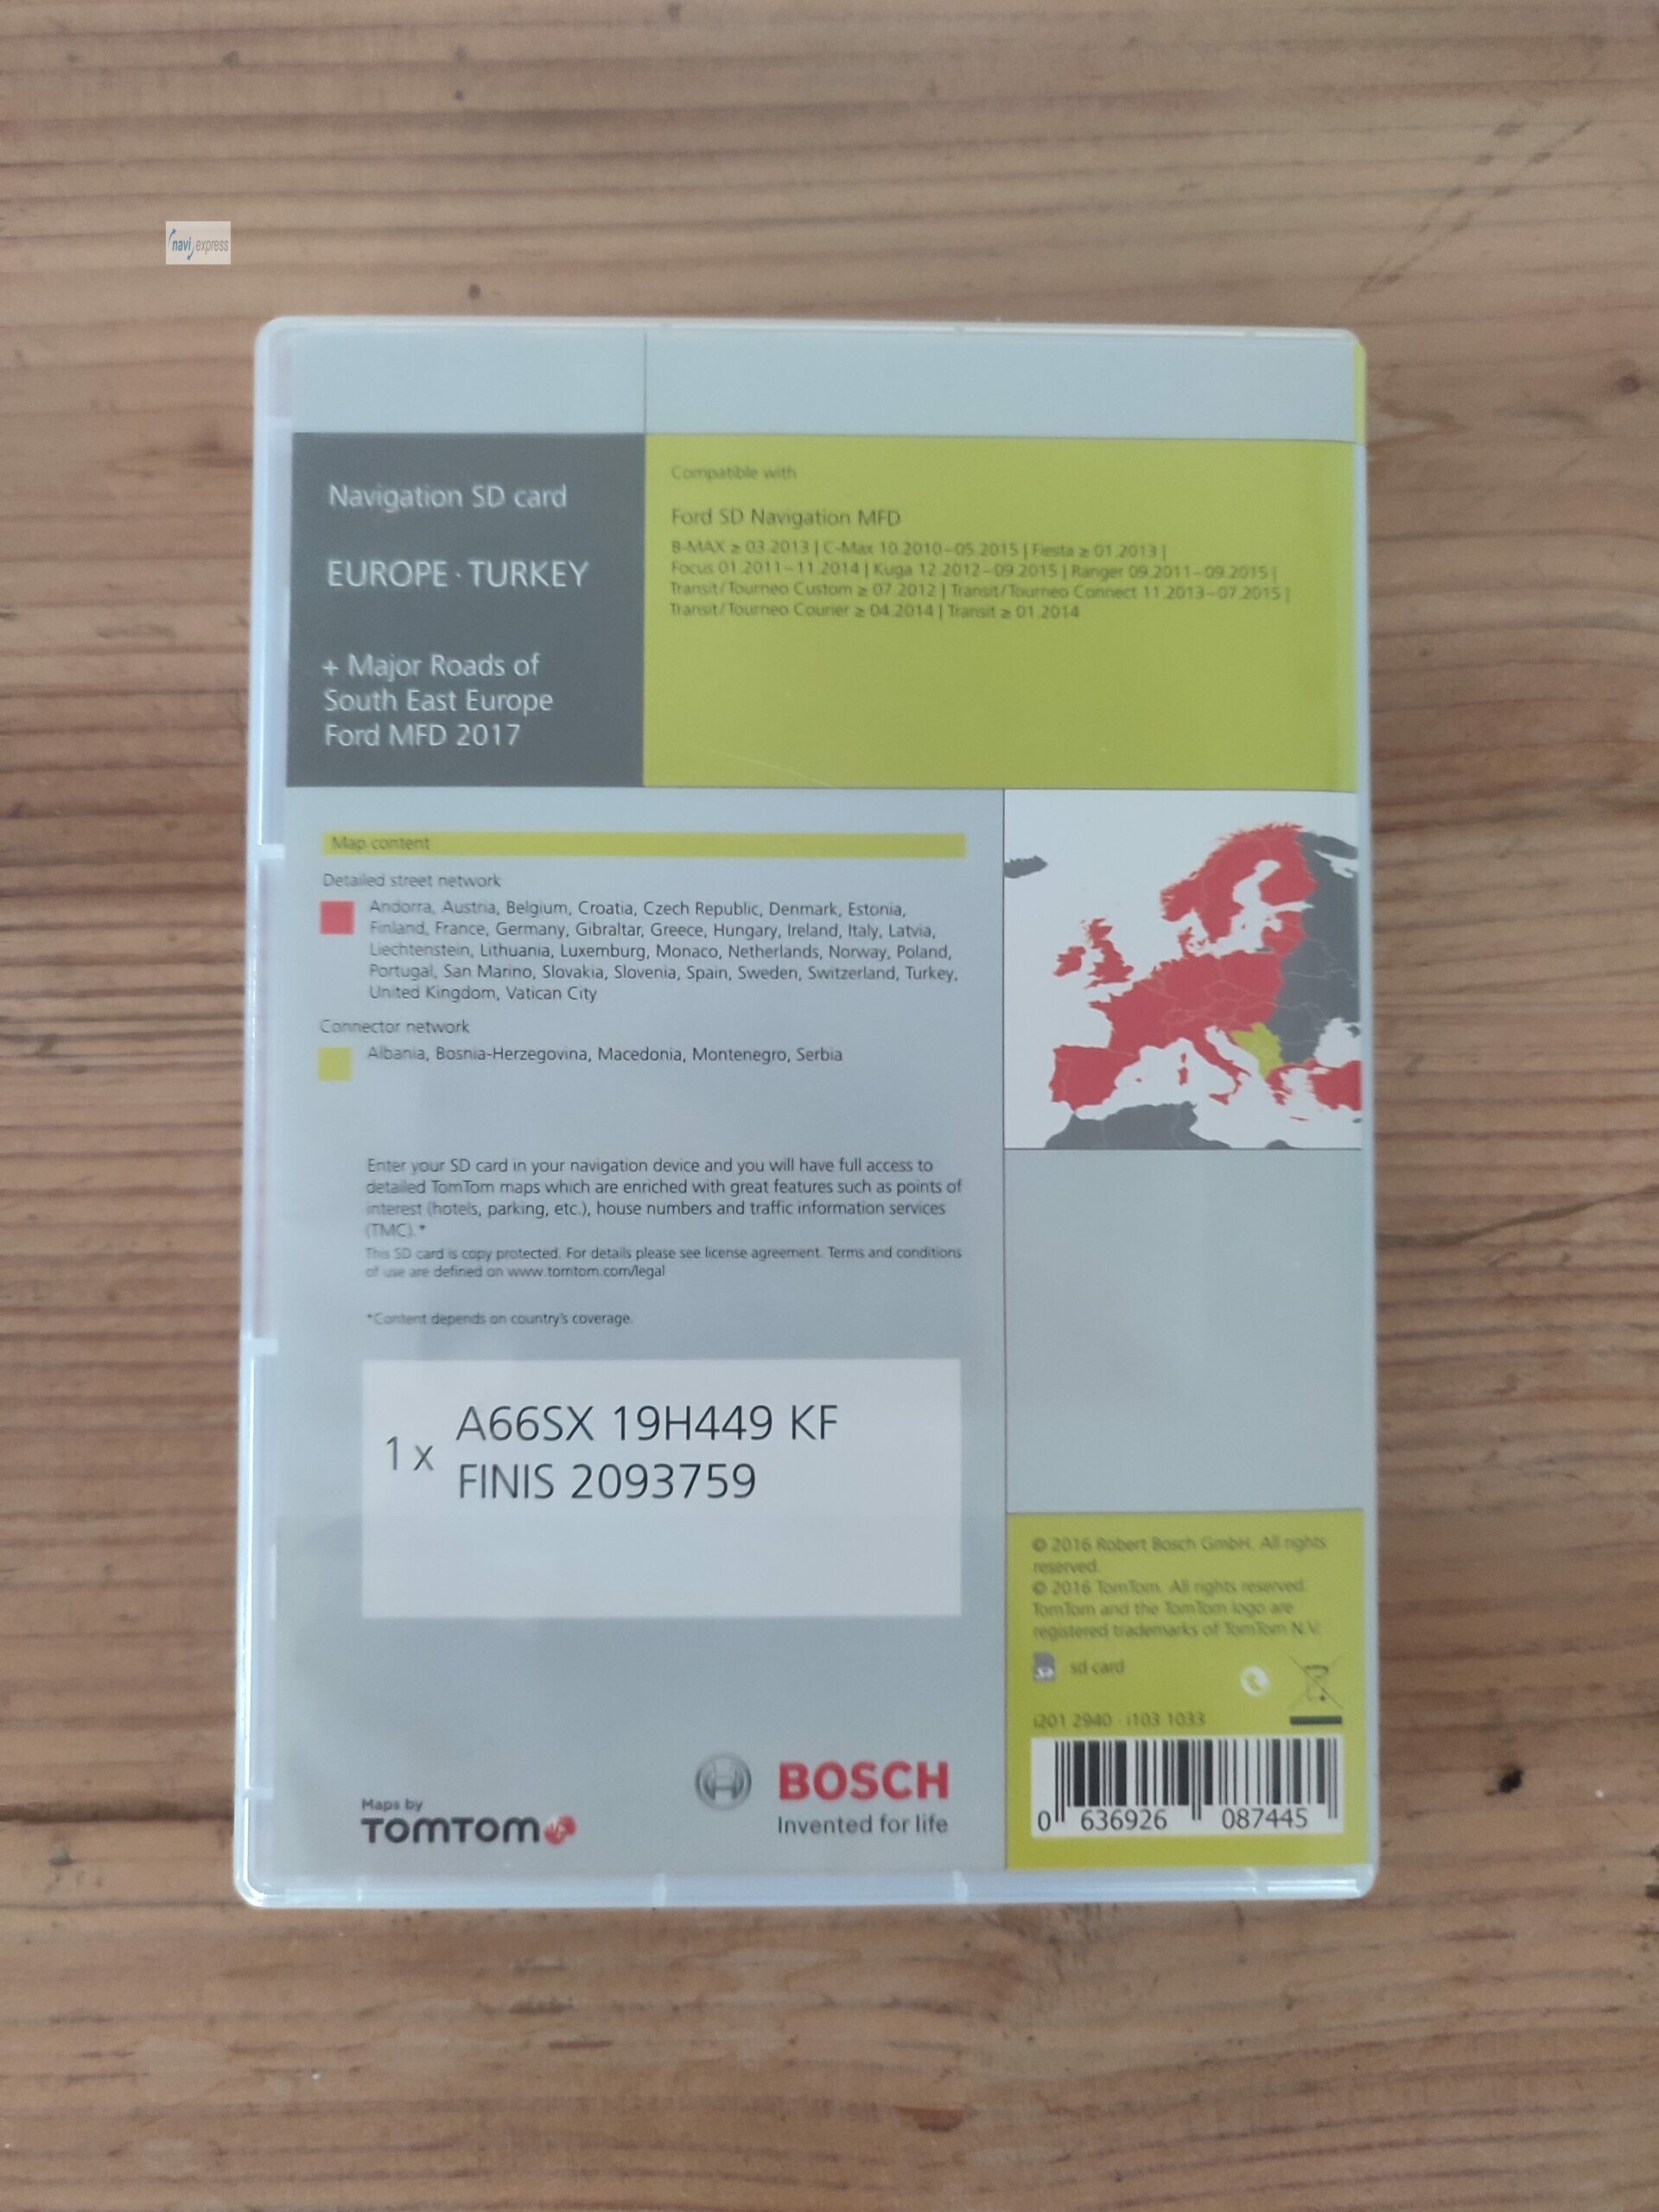 navi express
Navigation SD card
EUROPE · TURKEY
+ Major Roads of
South East Europe
Ford MFD 2017
Compatible with
Ford SD Navigation MFD
B-MAX ≥ 03.2013 | C-Max 10.2010–05.2015 | Fiesta ≥ 01.2013 |
Focus 01.2011–11.2014 | Kuga 12.2012–09.2015 | Ranger 09.2011–09.2015 |
Transit/Tourneo Custom ≥ 07.2012 | Transit/Tourneo Connect 11.2013–07.2015 |
Transit/Tourneo Courier ≥ 04.2014 | Transit ≥ 01.2014
Map content
Detailed street network
Andorra, Austria, Belgium, Croatia, Czech Republic, Denmark, Estonia,
Finland, France, Germany, Gibraltar, Greece, Hungary, Ireland, Italy, Latvia,
Liechtenstein, Lithuania, Luxemburg, Monaco, Netherlands, Norway, Poland,
Portugal, San Marino, Slovakia, Slovenia, Spain, Sweden, Switzerland, Turkey,
United Kingdom, Vatican City
Connector network
Albania, Bosnia-Herzegovina, Macedonia, Montenegro, Serbia
Enter your SD card in your navigation device and you will have full access to
detailed TomTom maps which are enriched with great features such as points of
interest (hotels, parking, etc.), house numbers and traffic information services
(TMC).*
This SD card is copy protected. For details please see license agreement. Terms and conditions
of use are defined on www.tomtom.com/legal
*Content depends on country's coverage.
1 x
A66SX 19H449 KF
FINIS 2093759
Maps by
TOMTOM
BOSCH
Invented for life
© 2016 Robert Bosch GmbH. All rights
reserved.
© 2016 TomTom. All rights reserved.
TomTom and the TomTom logo are
registered trademarks of TomTom N.V.
sd card
i201 2940 · i103 1033
0 636926 087445